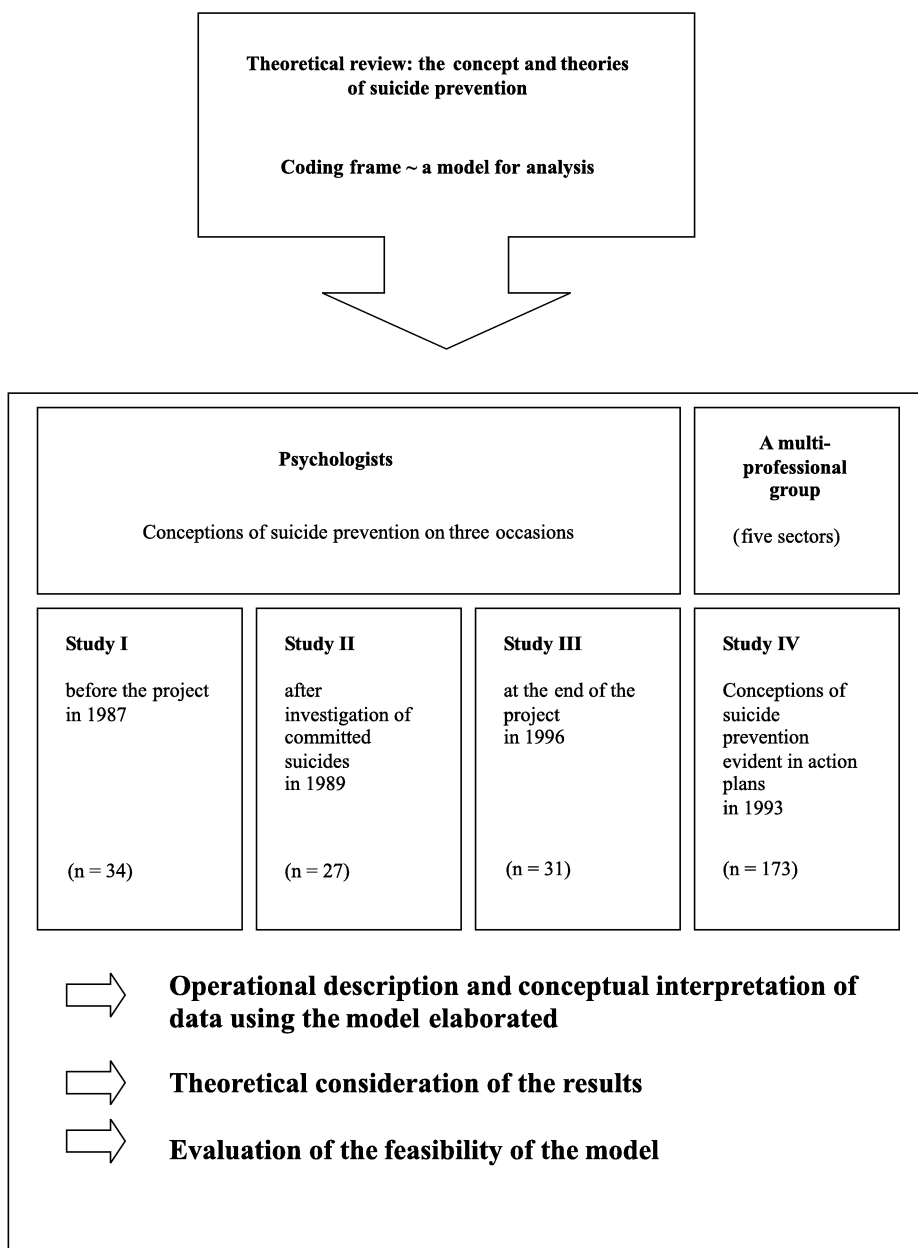 Theoretical review: the concept and theories
of suicide prevention
Coding frame ~ a model for analysis
Psychologists
Conceptions of suicide prevention on three occasions
A multi-
professional
group
(five sectors)
Study I
before the project
in 1987
(n = 34)
Study II
after
investigation of
committed
suicides
in 1989
(n = 27)
Study III
at the end of the
project
in 1996
(n = 31)
Study IV
Conceptions of
suicide
prevention
evident in action
plans
in 1993
(n = 173)
Operational description and conceptual interpretation of
data using the model elaborated
Theoretical consideration of the results
Evaluation of the feasibility of the model